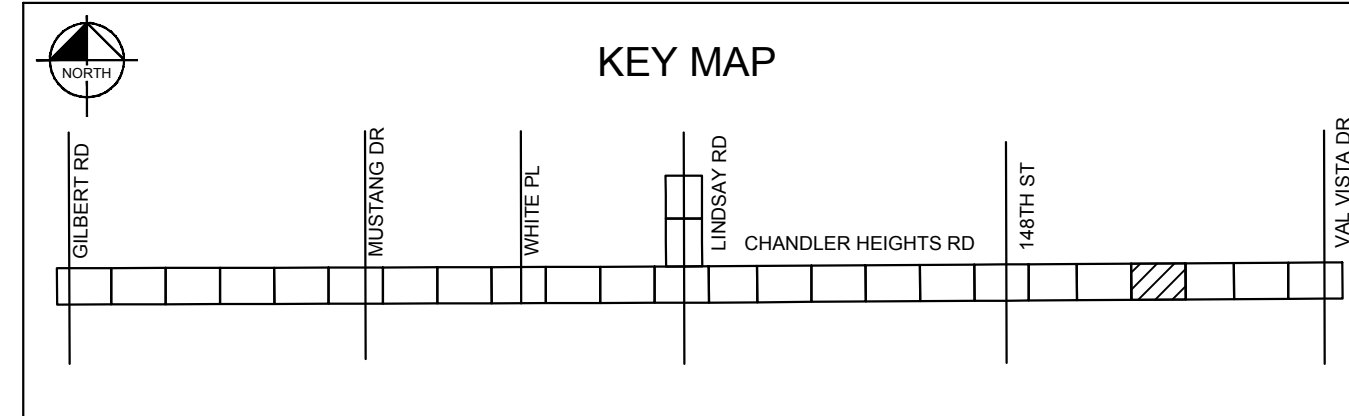 KEY MAP
NORTH
GILBERT RD
MUSTANG DR
WHITE PL
LINDSAY RD
CHANDLER HEIGHTS RD
148TH ST
VAL VISTA DR